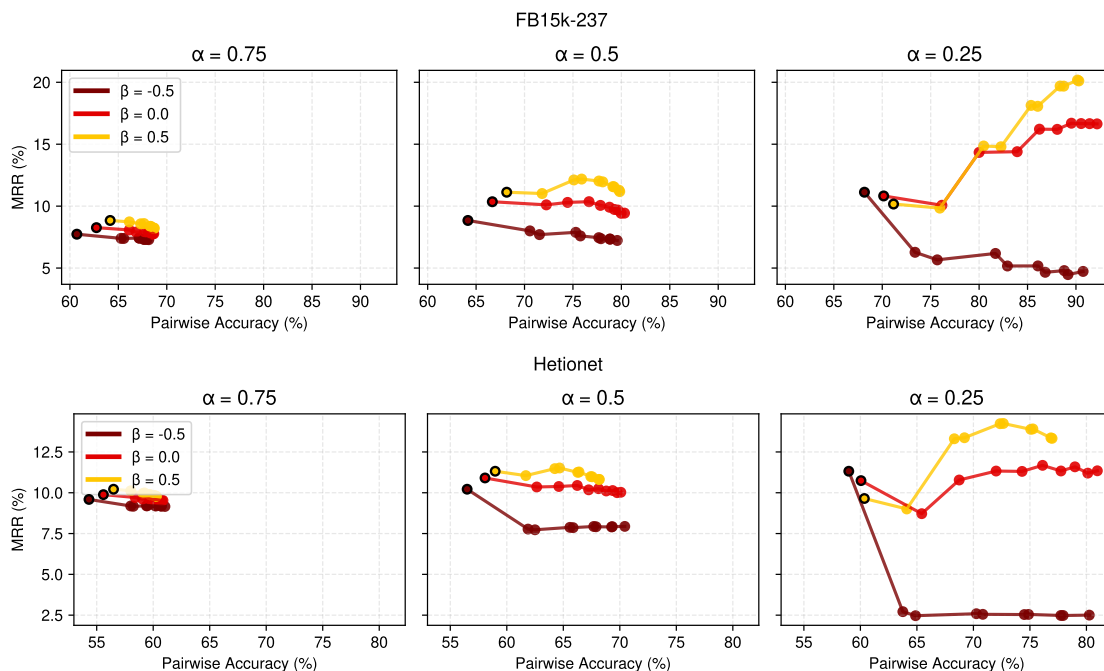 FB15k-237
α = 0.75
α = 0.5
α = 0.25
MRR (%)
20
15
10
5
β = -0.5
β = 0.0
β = 0.5
60 65 70 75 80 85 90
60 65 70 75 80 85 90
60 65 70 75 80 85 90
Pairwise Accuracy (%)
Pairwise Accuracy (%)
Pairwise Accuracy (%)
Hetionet
α = 0.75
α = 0.5
α = 0.25
MRR (%)
12.5
10.0
7.5
5.0
2.5
β = -0.5
β = 0.0
β = 0.5
55 60 65 70 75 80
55 60 65 70 75 80
55 60 65 70 75 80
Pairwise Accuracy (%)
Pairwise Accuracy (%)
Pairwise Accuracy (%)